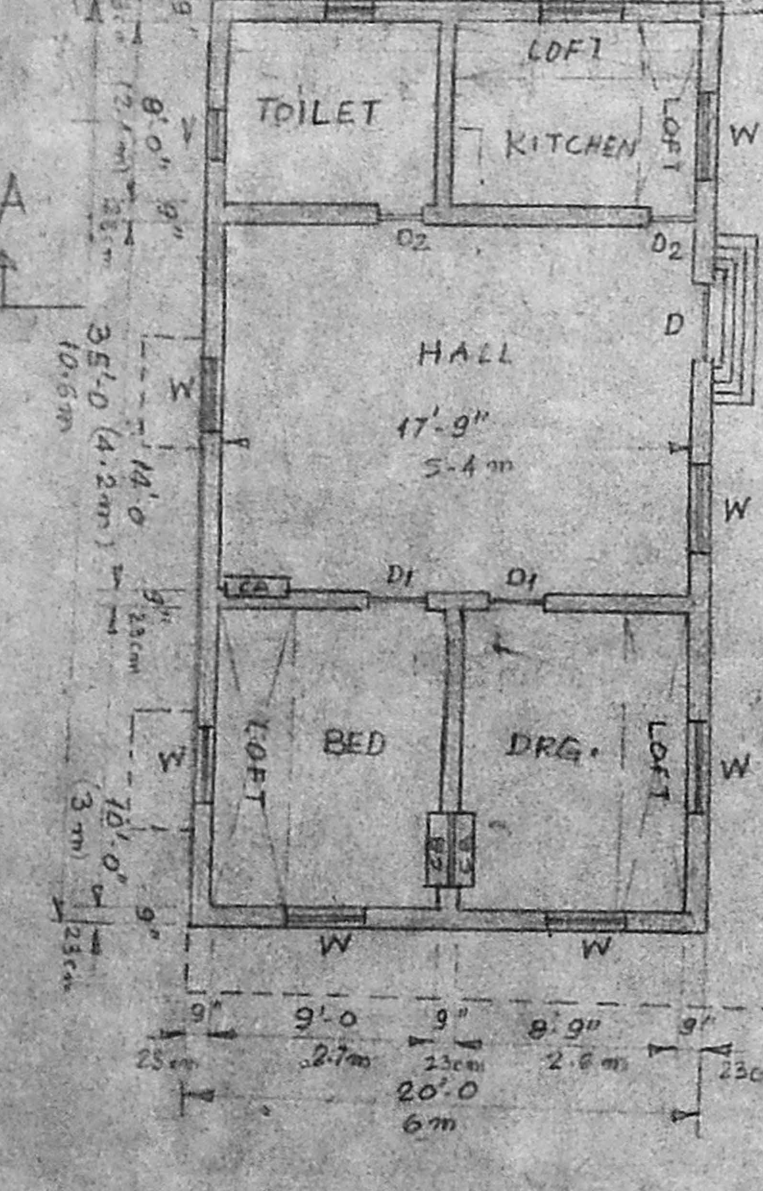 LOFT
TOILET
KITCHEN
LOFT
W
V
8'-0"
9"
23cm
A
D2
D2
D
HALL
17'-9"
5-4m
W
W
35'-0
10.6m
14'-0
(4.2m)
D1
D1
9"
23cm
LOFT
BED
DRG.
LOFT
W
W
10'-0"
(3m)
9"
23cm
W
W
9"
9'-0
9"
8'-9"
9"
23cm
2.7m
23cm
2.6m
20'-0
6m